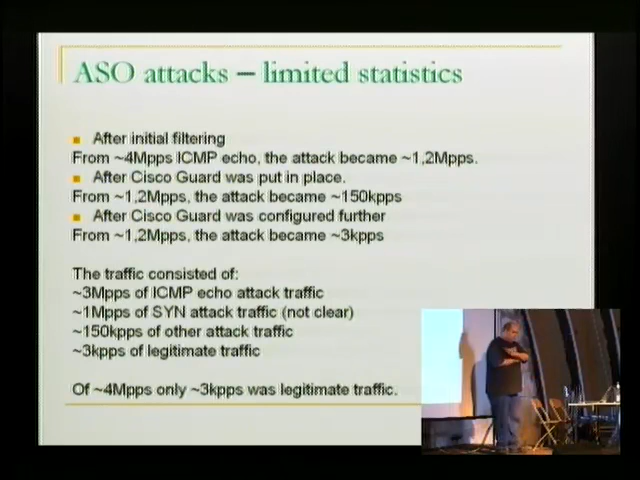 ASO attacks – limited statistics
After initial filtering
From ~4Mpps ICMP echo, the attack became ~1,2Mpps.
After Cisco Guard was put in place.
From ~1,2Mpps, the attack became ~150kpps
After Cisco Guard was configured further
From ~1,2Mpps, the attack became ~3kpps
The traffic consisted of:
~3Mpps of ICMP echo attack traffic
~1Mpps of SYN attack traffic (not clear)
~150kpps of other attack traffic
~3kpps of legitimate traffic
Of ~4Mpps only ~3kpps was legitimate traffic.